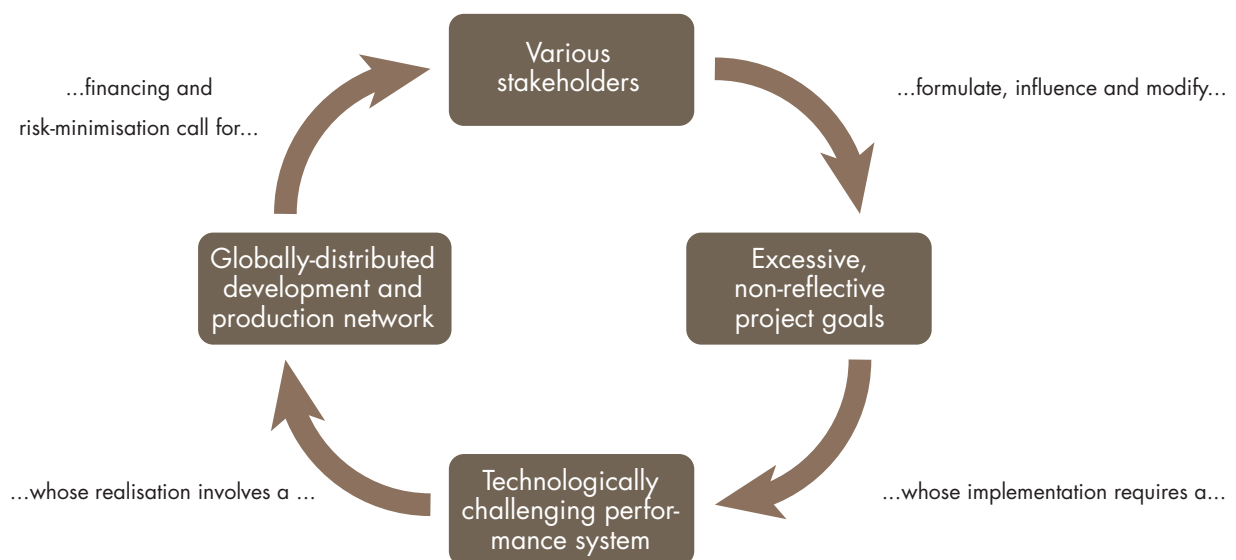 Various
stakeholders
...financing and
risk-minimisation call for...
...formulate, influence and modify...
Globally-distributed
development and
production network
Excessive,
non-reflective
project goals
...whose realisation involves a ...
Technologically
challenging perfor-
mance system
...whose implementation requires a...